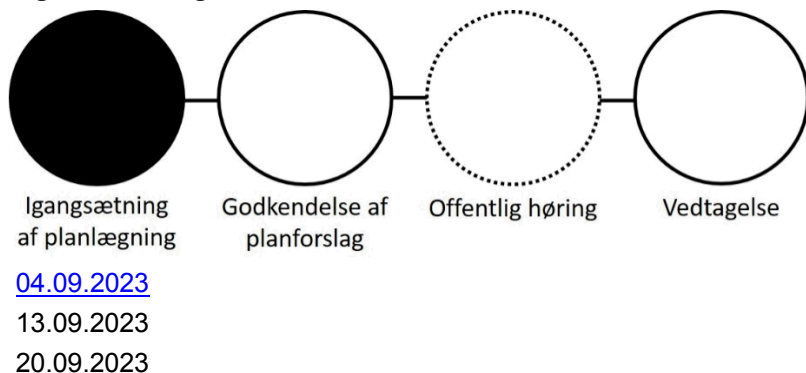 Igangsætning
af planlægning
Godkendelse af
planforslag
Offentlig høring
Vedtagelse
04.09.2023
13.09.2023
20.09.2023